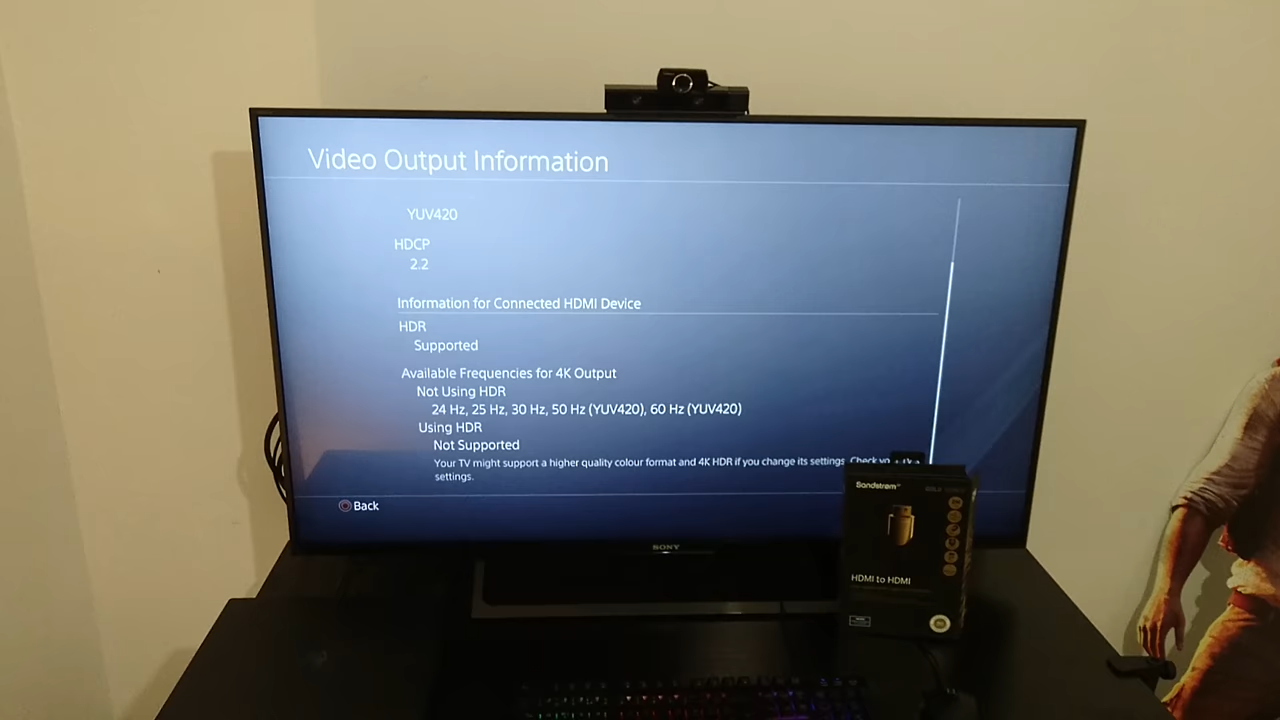 Video Output Information
YUV420
HDCP
2.2
Information for Connected HDMI Device
HDR
Supported
Available Frequencies for 4K Output
Not Using HDR
24 Hz, 25 Hz, 30 Hz, 50 Hz (YUV420), 60 Hz (YUV420)
Using HDR
Not Supported
Your TV might support a higher quality colour format and 4K HDR if you change its settings. Check
settings.
Back
SONY
Sandstrøm
HDMI to HDMI